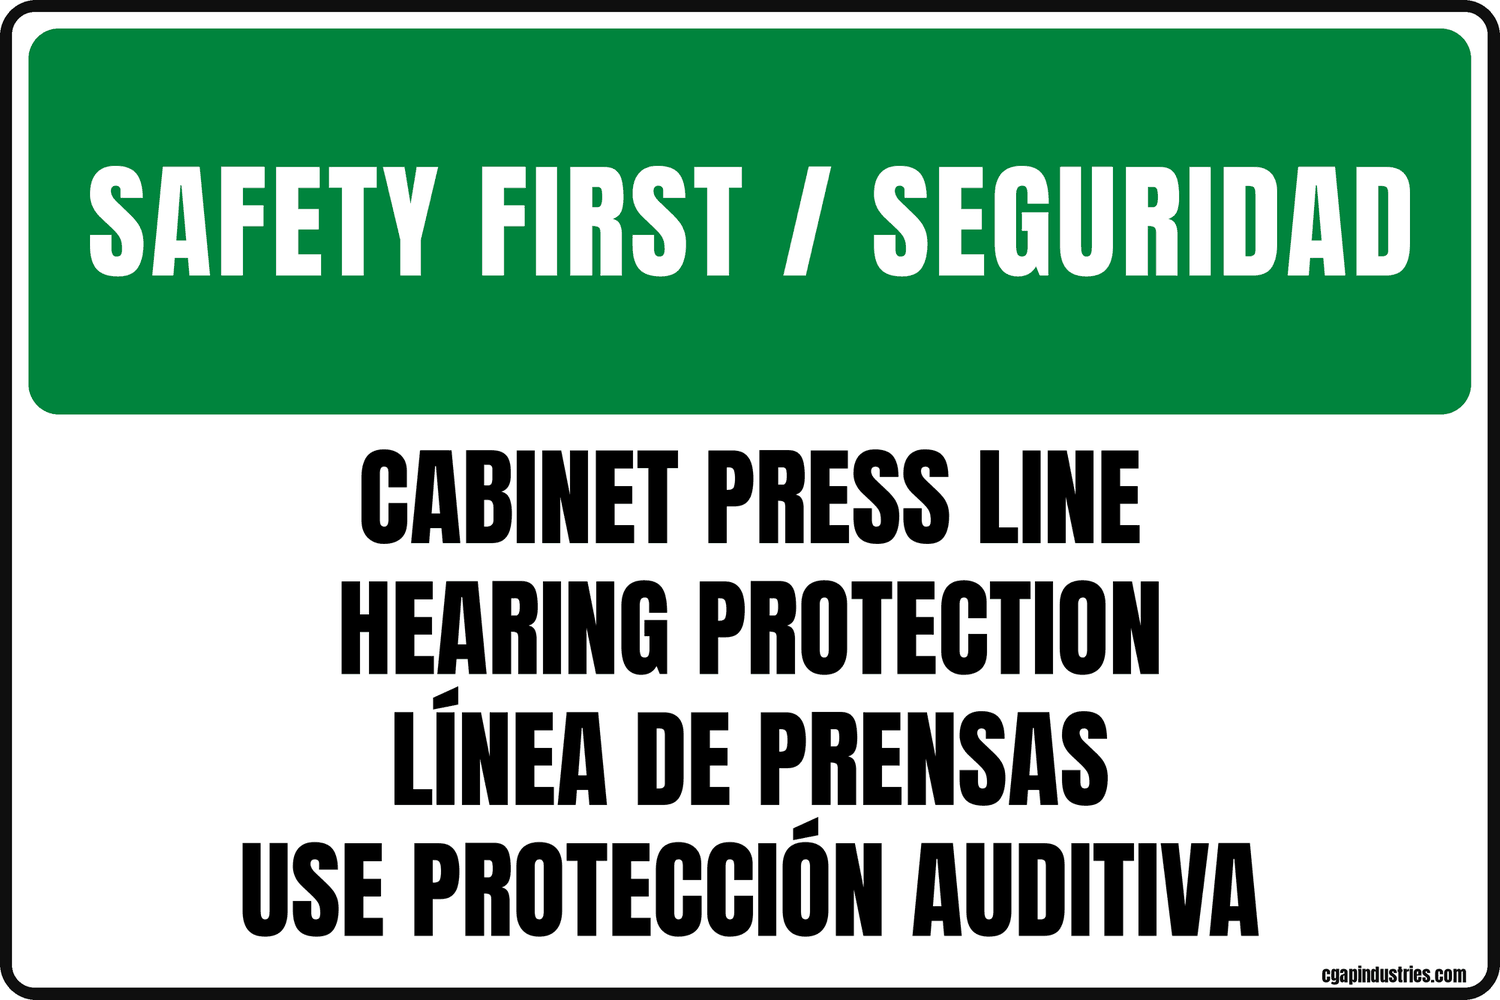 SAFETY FIRST / SEGURIDAD
CABINET PRESS LINE
HEARING PROTECTION
LÍNEA DE PRENSAS
USE PROTECCIÓN AUDITIVA
cgapindustries.com